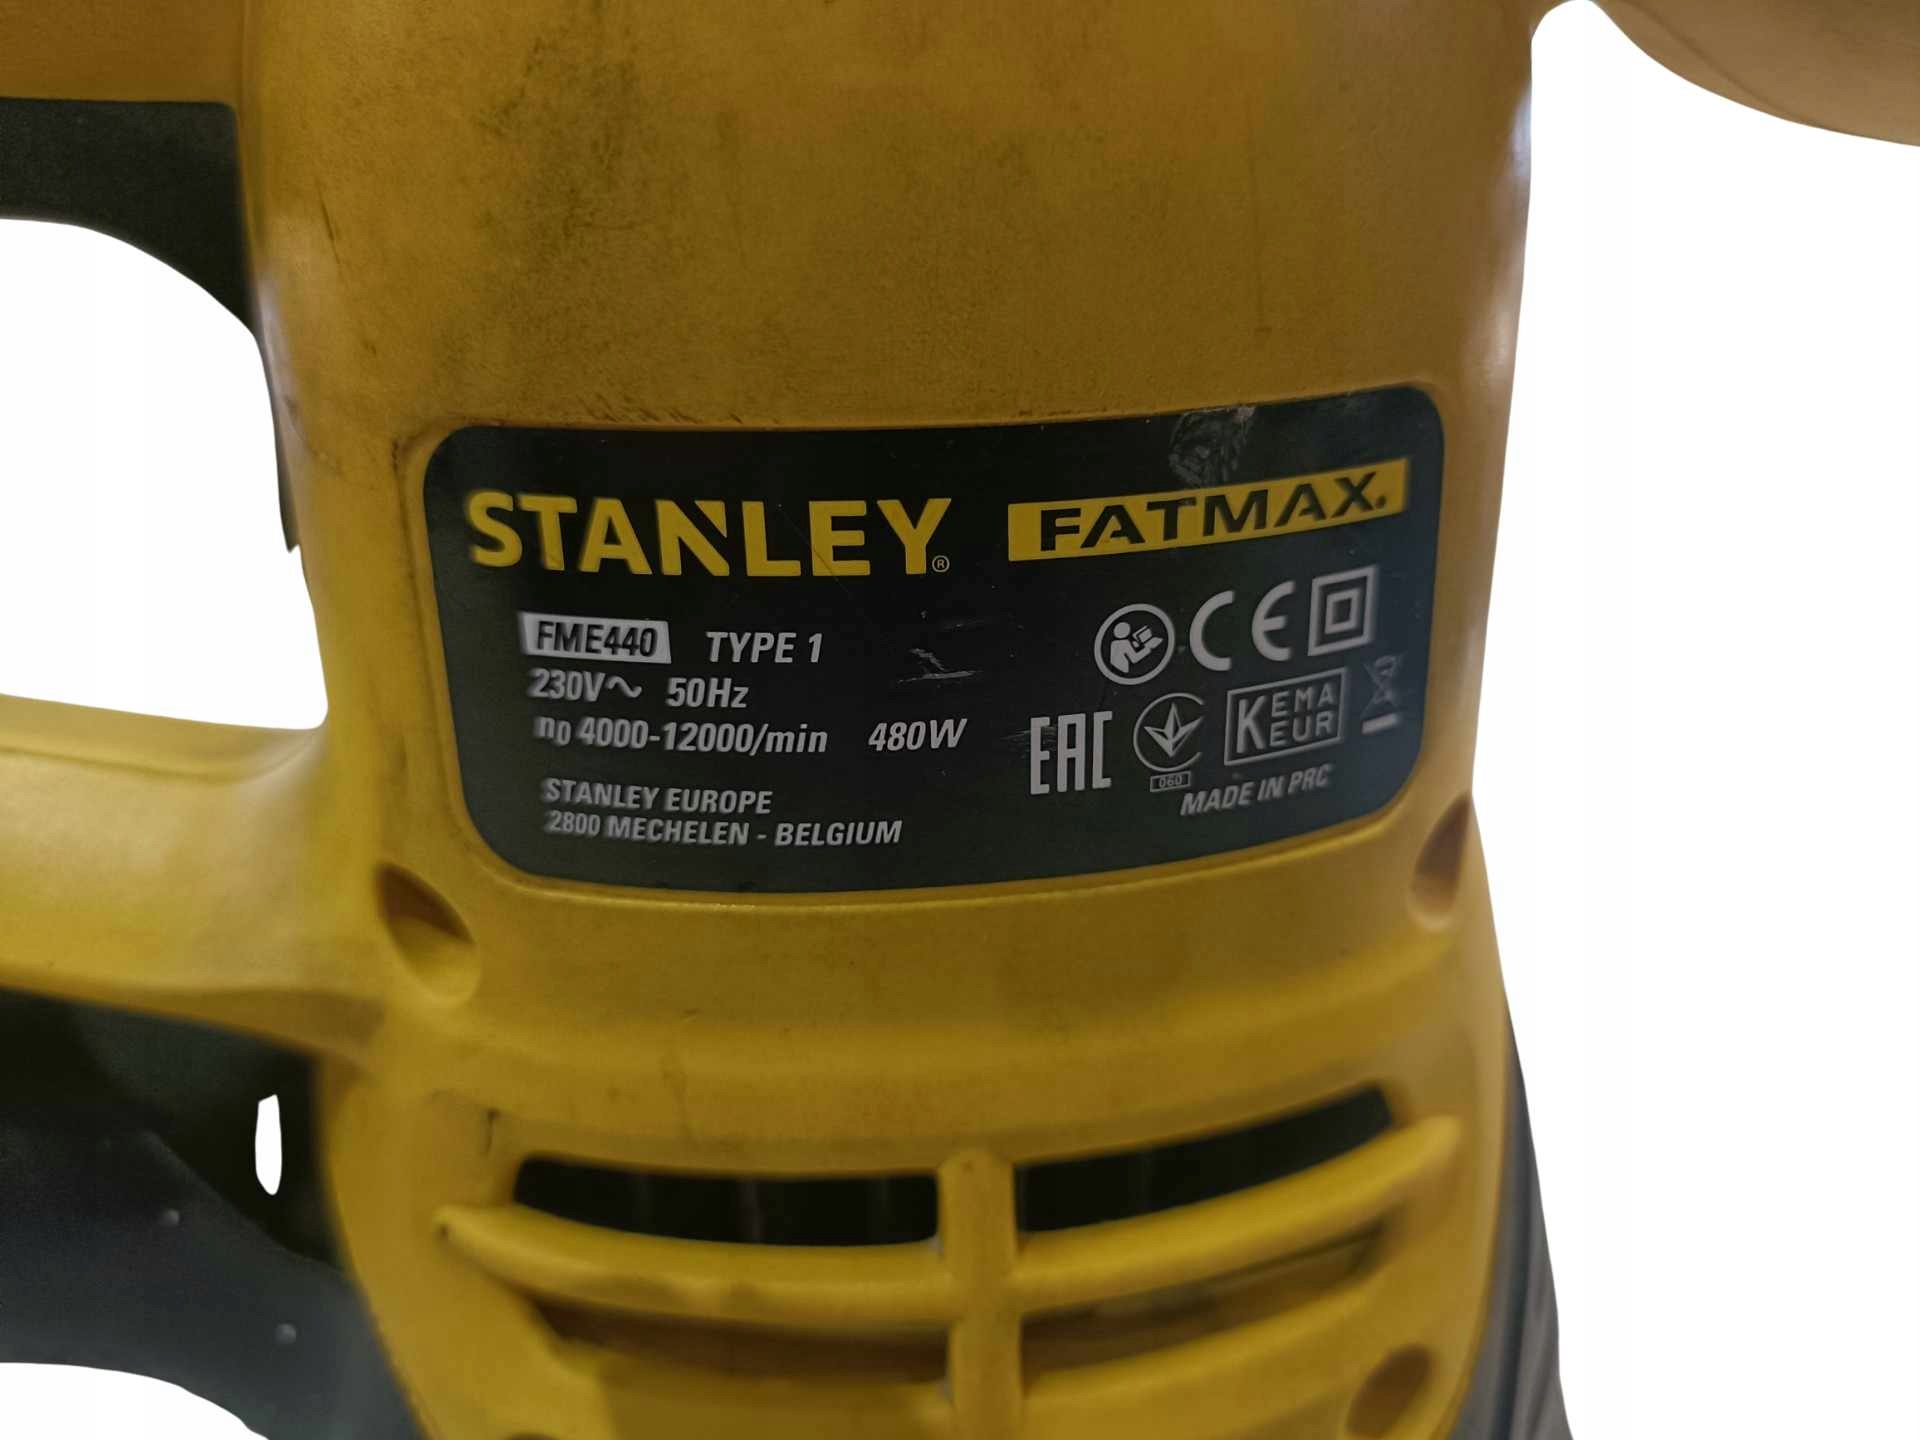 STANLEY® FATMAX®
FME440 TYPE 1
230V~ 50Hz
n₀ 4000-12000/min 480W
STANLEY EUROPE
2800 MECHELEN - BELGIUM
CE
EAC
060
KEMA
KEUR
MADE IN PRC